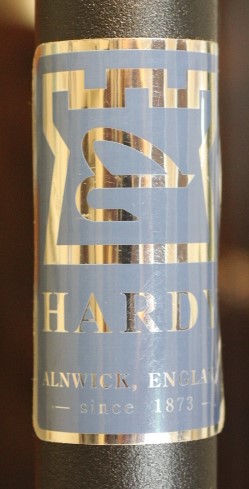 HARDY
ALNWICK, ENGLA
— since 1873 —